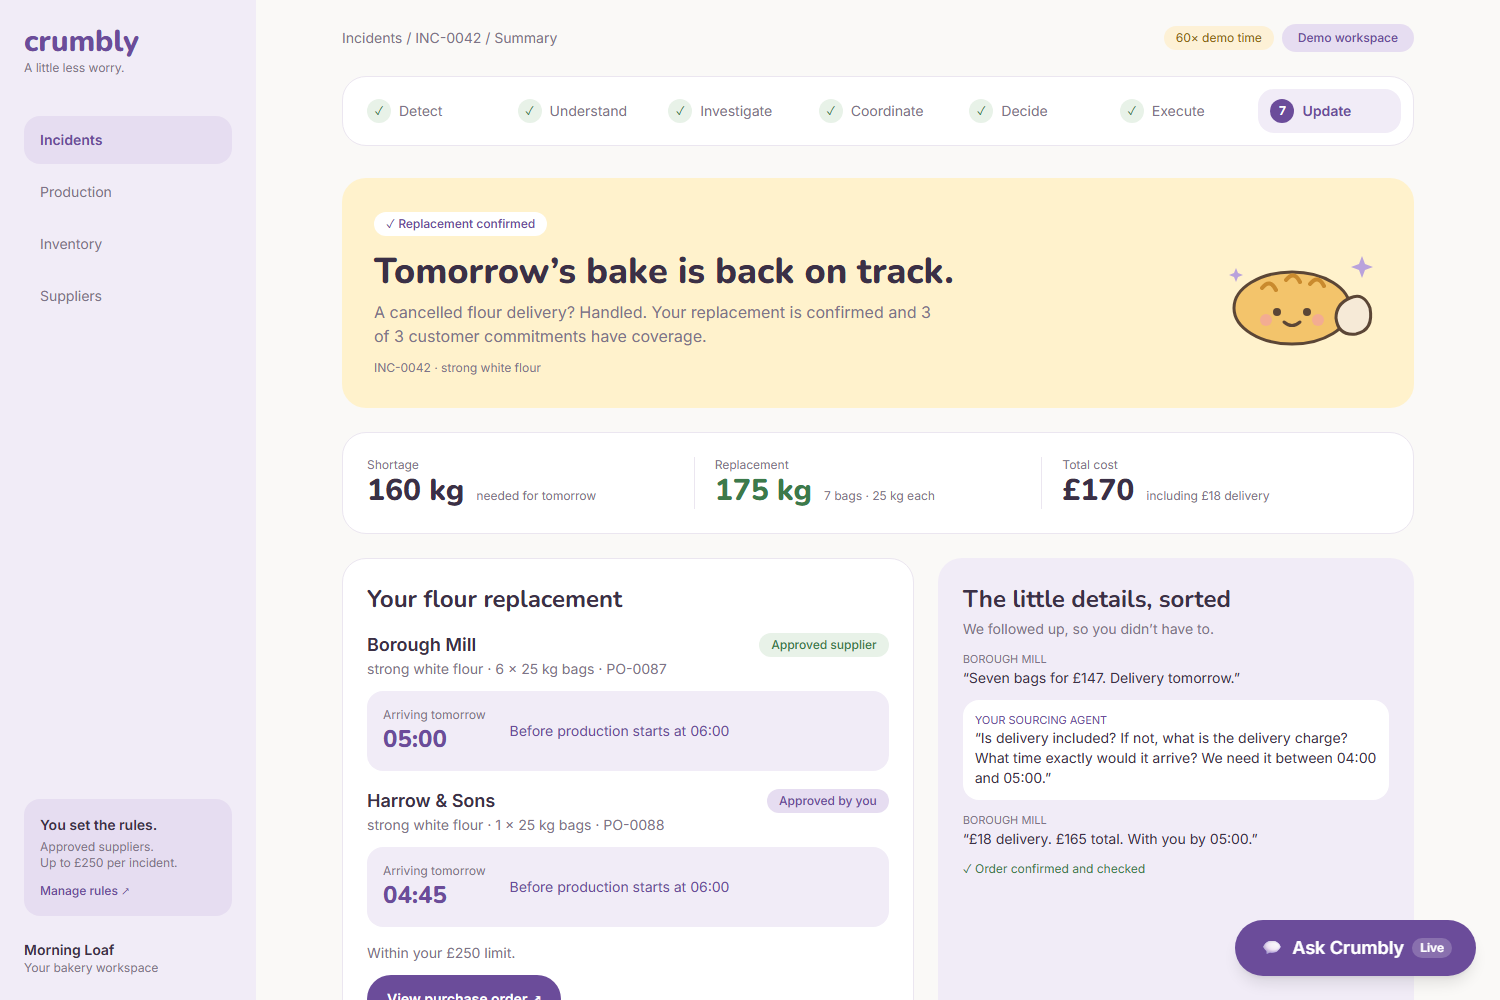 crumbly
A little less worry.
Incidents
Production
Inventory
Suppliers
You set the rules.
Approved suppliers.
Up to £250 per incident.
Manage rules ↗
Morning Loaf
Your bakery workspace
Incidents / INC-0042 / Summary
60× demo time
Demo workspace
✓ Detect
✓ Understand
✓ Investigate
✓ Coordinate
✓ Decide
✓ Execute
7 Update
✓ Replacement confirmed
Tomorrow’s bake is back on track.
A cancelled flour delivery? Handled. Your replacement is confirmed and 3
of 3 customer commitments have coverage.
INC-0042 · strong white flour
Shortage
160 kg needed for tomorrow
Replacement
175 kg 7 bags · 25 kg each
Total cost
£170 including £18 delivery
Your flour replacement
Borough Mill
Approved supplier
strong white flour · 6 × 25 kg bags · PO-0087
Arriving tomorrow
05:00
Before production starts at 06:00
Harrow & Sons
Approved by you
strong white flour · 1 × 25 kg bags · PO-0088
Arriving tomorrow
04:45
Before production starts at 06:00
Within your £250 limit.
View purchase order ↗
The little details, sorted
We followed up, so you didn’t have to.
BOROUGH MILL
“Seven bags for £147. Delivery tomorrow.”
YOUR SOURCING AGENT
“Is delivery included? If not, what is the delivery charge?
What time exactly would it arrive? We need it between 04:00
and 05:00.”
BOROUGH MILL
“£18 delivery. £165 total. With you by 05:00.”
✓ Order confirmed and checked
Ask Crumbly Live